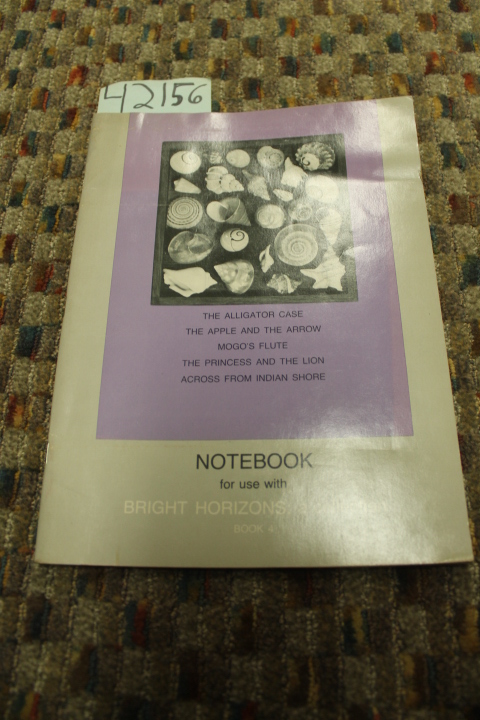 42156
THE ALLIGATOR CASE
THE APPLE AND THE ARROW
MOGO'S FLUTE
THE PRINCESS AND THE LION
ACROSS FROM INDIAN SHORE
NOTEBOOK
for use with
BRIGHT HORIZONS
BOOK